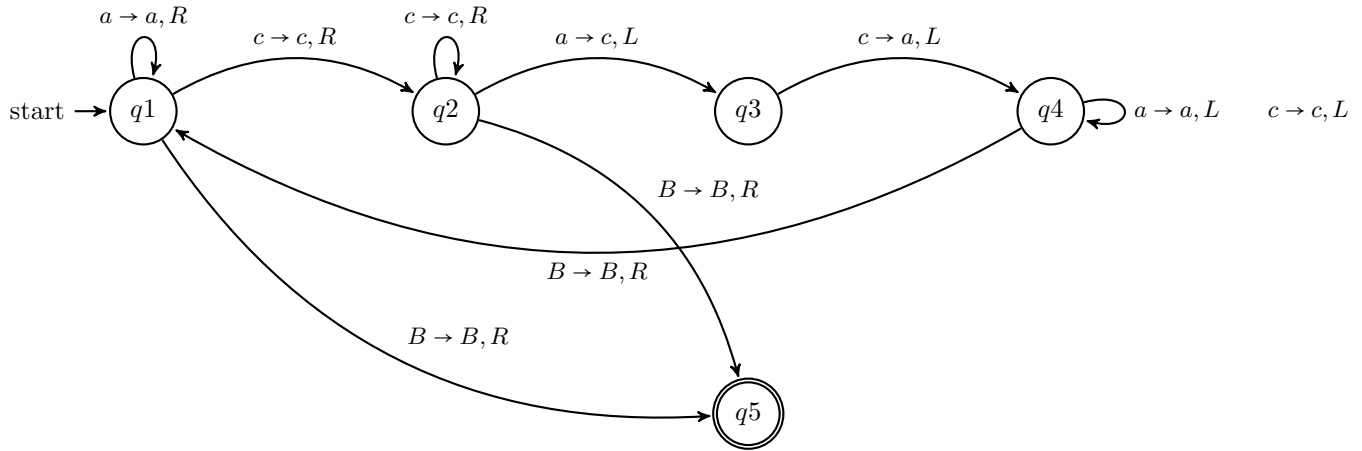 a → a, R
c → c, R
c → c, R
a → c, L
c → a, L
start
q1
q2
q3
q4
a → a, L
c → c, L
B → B, R
B → B, R
B → B, R
q5